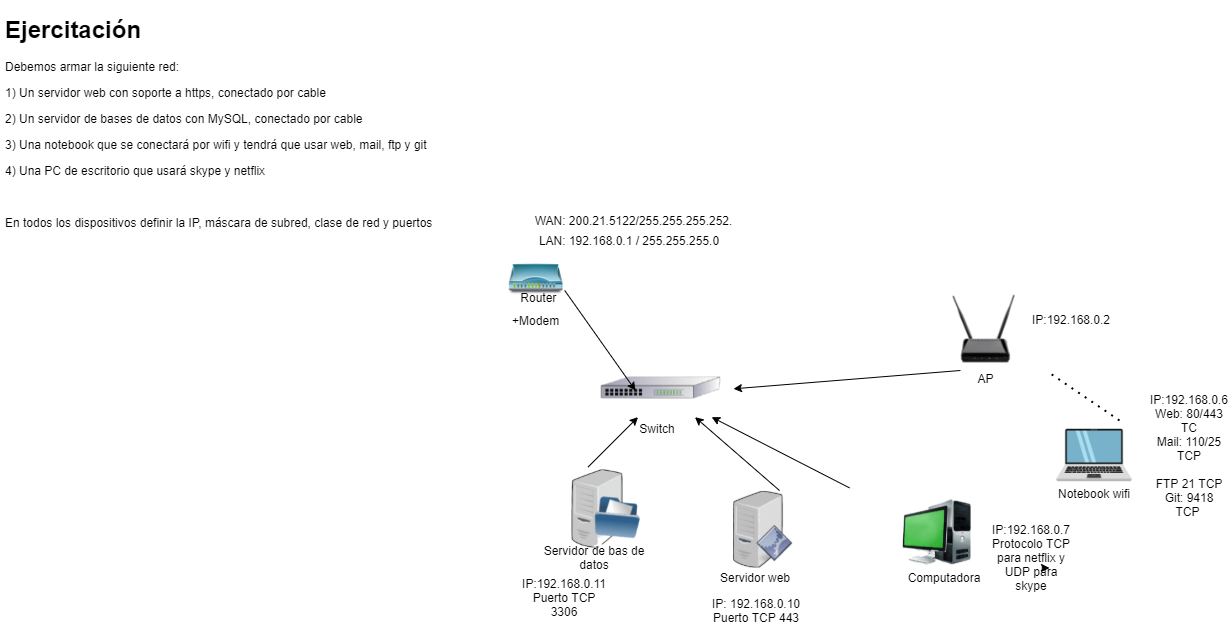 Ejercitación
Debemos armar la siguiente red:
1) Un servidor web con soporte a https, conectado por cable
2) Un servidor de bases de datos con MySQL, conectado por cable
3) Una notebook que se conectará por wifi y tendrá que usar web, mail, ftp y git
4) Una PC de escritorio que usará skype y netflix
En todos los dispositivos definir la IP, máscara de subred, clase de red y puertos
WAN: 200.21.5122/255.255.255.252.
LAN: 192.168.0.1 / 255.255.255.0
Router
+Modem
IP:192.168.0.2
AP
Switch
IP:192.168.0.6
Web: 80/443
TC
Mail: 110/25
TCP
FTP 21 TCP
Git: 9418
TCP
Notebook wifi
Servidor de bas de
datos
IP:192.168.0.11
Puerto TCP
3306
Servidor web
IP: 192.168.0.10
Puerto TCP 443
Computadora
IP:192.168.0.7
Protocolo TCP
para netflix y
UDP para
skype